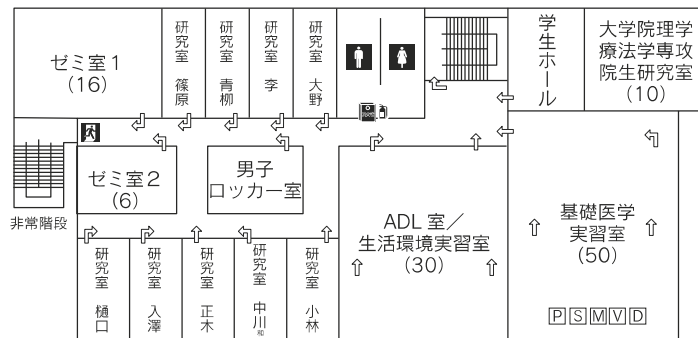 ゼミ室1
(16)
研究室 篠原
研究室 青柳
研究室 李
研究室 大野
学生ホール
大学院理学
療法学専攻
院生研究室
(10)
非常階段
ゼミ室2
(6)
男子
ロッカー室
ADL 室／
生活環境実習室
(30)
基礎医学
実習室
(50)
研究室 樋口
研究室 入澤
研究室 正木
研究室 中川 和
研究室 小林
P S M V D